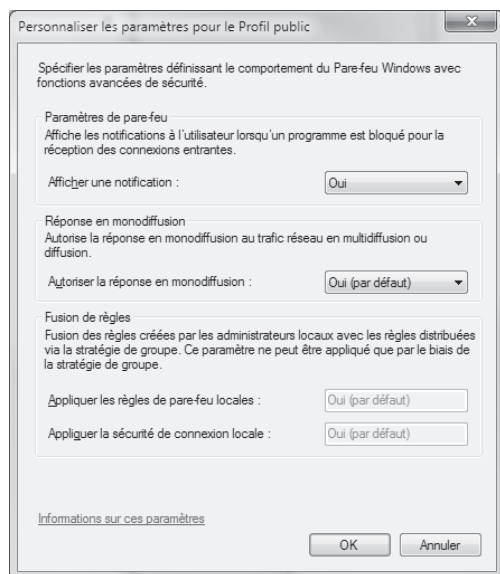 Personnaliser les paramètres pour le Profil public
Spécifier les paramètres définissant le comportement du Pare-feu Windows avec
fonctions avancées de sécurité.
Paramètres de pare-feu
Affiche les notifications à l'utilisateur lorsqu'un programme est bloqué pour la
réception des connexions entrantes.
Afficher une notification :
Oui
Réponse en monodiffusion
Autorise la réponse en monodiffusion au trafic réseau en multidiffusion ou
diffusion.
Autoriser la réponse en monodiffusion :
Oui (par défaut)
Fusion de règles
Fusion des règles créées par les administrateurs locaux avec les règles distribuées
via la stratégie de groupe. Ce paramètre ne peut être appliqué que par le biais de
la stratégie de groupe.
Appliquer les règles de pare-feu locales :
Oui (par défaut)
Appliquer la sécurité de connexion locale :
Oui (par défaut)
Informations sur ces paramètres
OK
Annuler